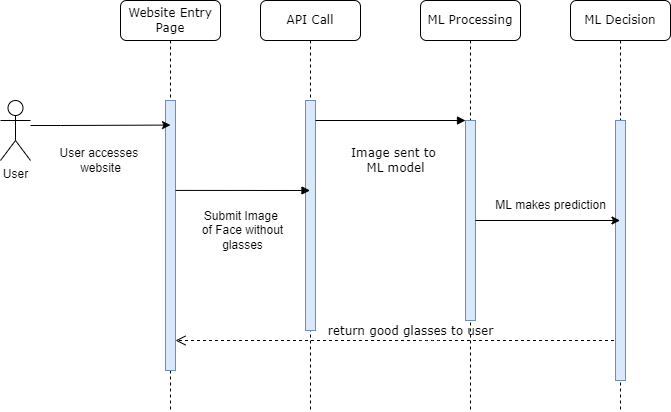 Website Entry
Page
API Call
ML Processing
ML Decision
User
User accesses
website
Image sent to
ML model
Submit Image
of Face without
glasses
ML makes prediction
return good glasses to user